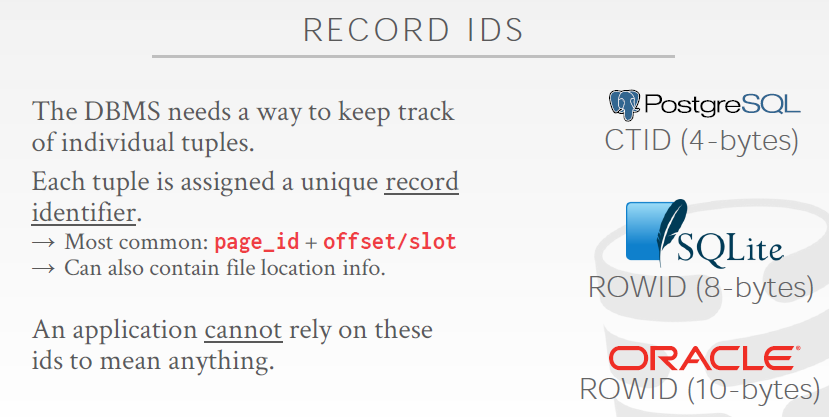 RECORD IDS
The DBMS needs a way to keep track
of individual tuples.
Each tuple is assigned a unique record
identifier.
→ Most common: page_id + offset/slot
→ Can also contain file location info.
An application cannot rely on these
ids to mean anything.
PostgreSQL
CTID (4-bytes)
SQLite
ROWID (8-bytes)
ORACLE®
ROWID (10-bytes)